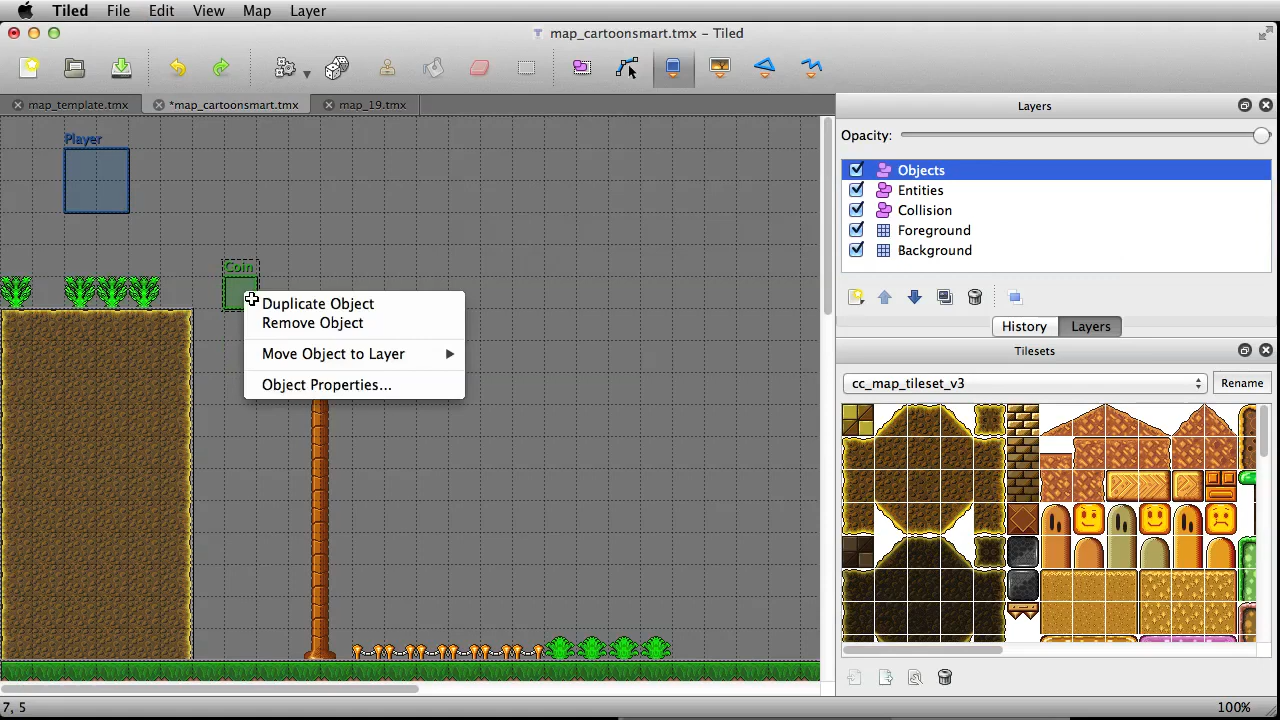 Tiled File Edit View Map Layer
map_cartoonsmart.tmx – Tiled
map_template.tmx *map_cartoonsmart.tmx map_19.tmx
Layers
Opacity:
Objects
Entities
Collision
Foreground
Background
History Layers
Tilesets
cc_map_tileset_v3 Rename
Player
Coin
Duplicate Object
Remove Object
Move Object to Layer
Object Properties...
7, 5 100%